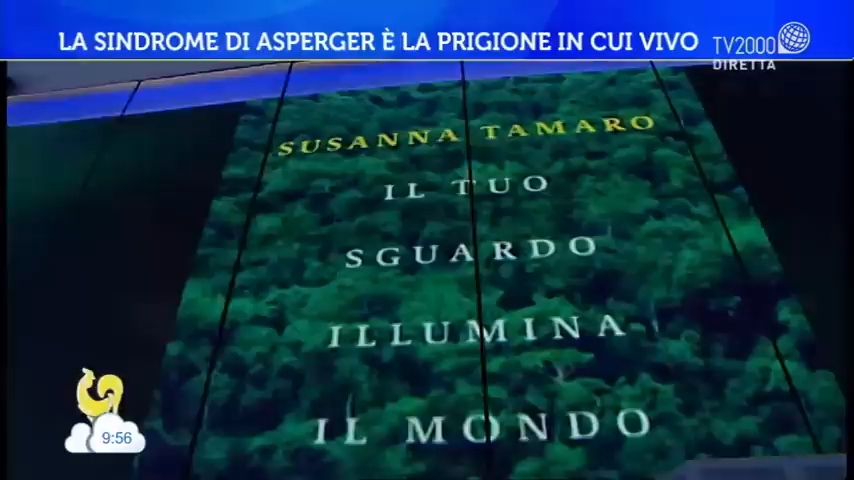 LA SINDROME DI ASPERGER È LA PRIGIONE IN CUI VIVO
TV2000
DIRETTA
SUSANNA TAMARO
IL TUO
SGUARDO
ILLUMINA
IL MONDO
9:56